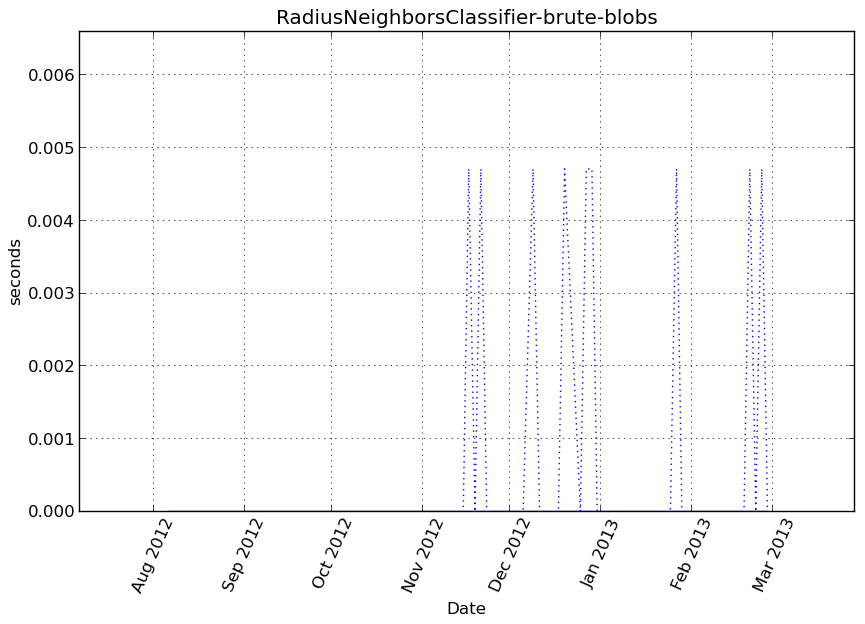 RadiusNeighborsClassifier-brute-blobs
0.006
0.005
0.004
0.003
0.002
0.001
0.000
seconds
Aug 2012
Sep 2012
Oct 2012
Nov 2012
Dec 2012
Jan 2013
Feb 2013
Mar 2013
Date